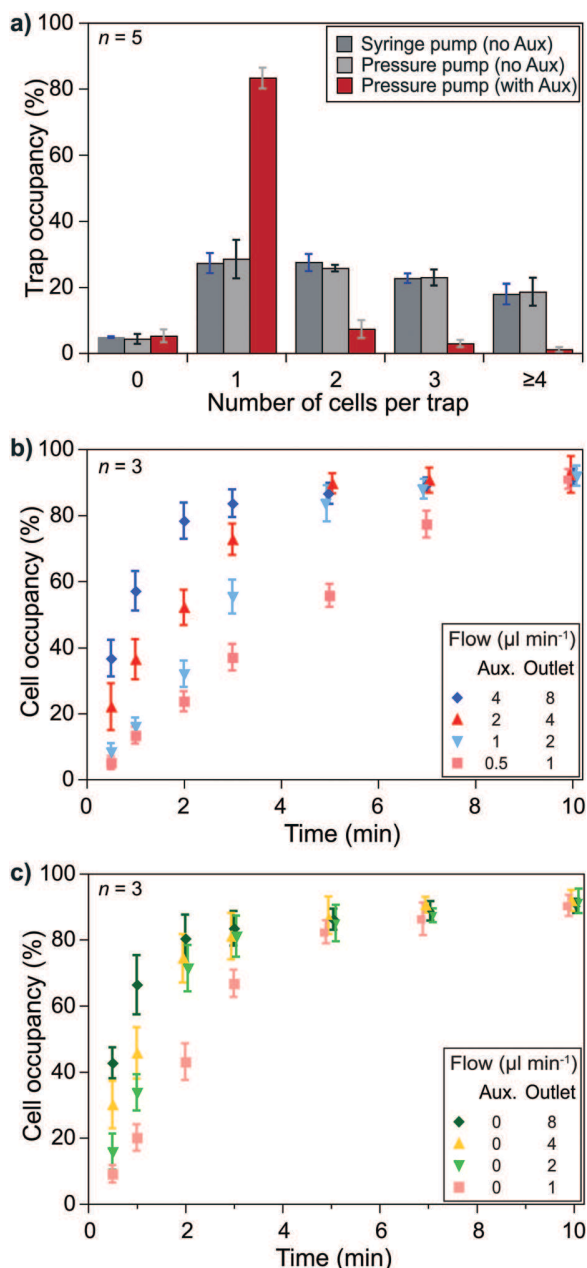 a)
n = 5
Syringe pump (no Aux)
Pressure pump (no Aux)
Pressure pump (with Aux)
Trap occupancy (%)
100
80
60
40
20
0
0 1 2 3 ≥4
Number of cells per trap
b)
n = 3
Cell occupancy (%)
100
80
60
40
20
0
Flow (µl min⁻¹)
Aux. Outlet
4 8
2 4
1 2
0.5 1
0 2 4 6 8 10
Time (min)
c)
n = 3
Cell occupancy (%)
100
80
60
40
20
0
Flow (µl min⁻¹)
Aux. Outlet
0 8
0 4
0 2
0 1
0 2 4 6 8 10
Time (min)